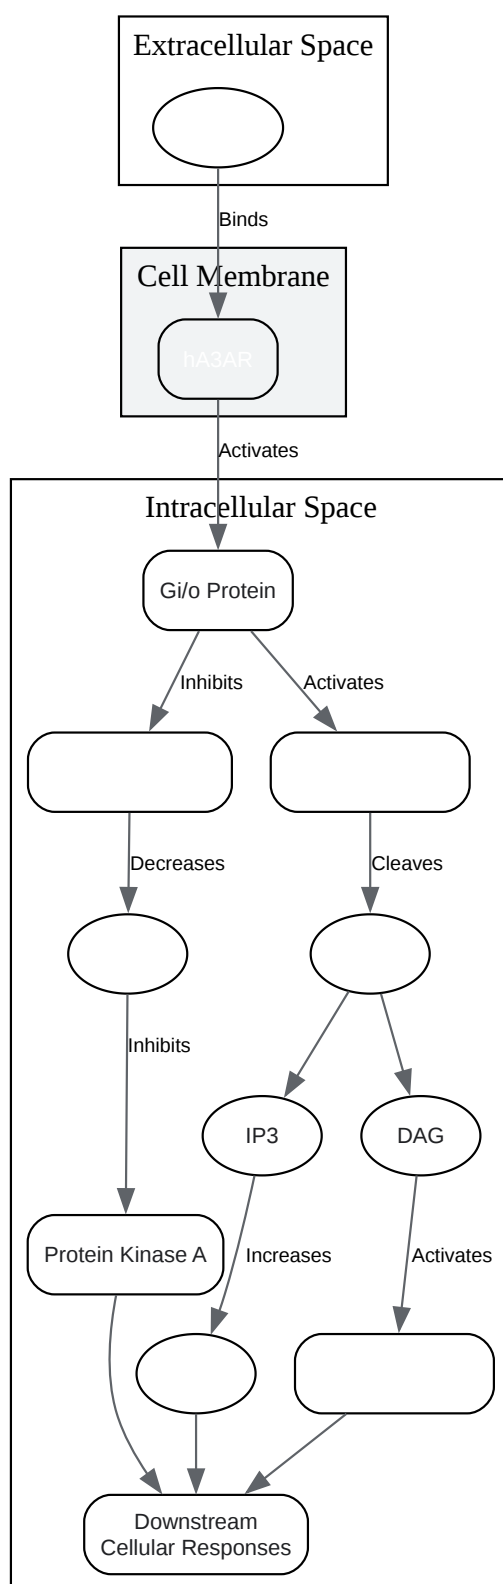 Extracellular Space
Binds
Cell Membrane
hA3AR
Activates
Intracellular Space
Gi/o Protein
Inhibits
Activates
Decreases
Cleaves
Inhibits
IP3
DAG
Protein Kinase A
Increases
Activates
Downstream
Cellular Responses